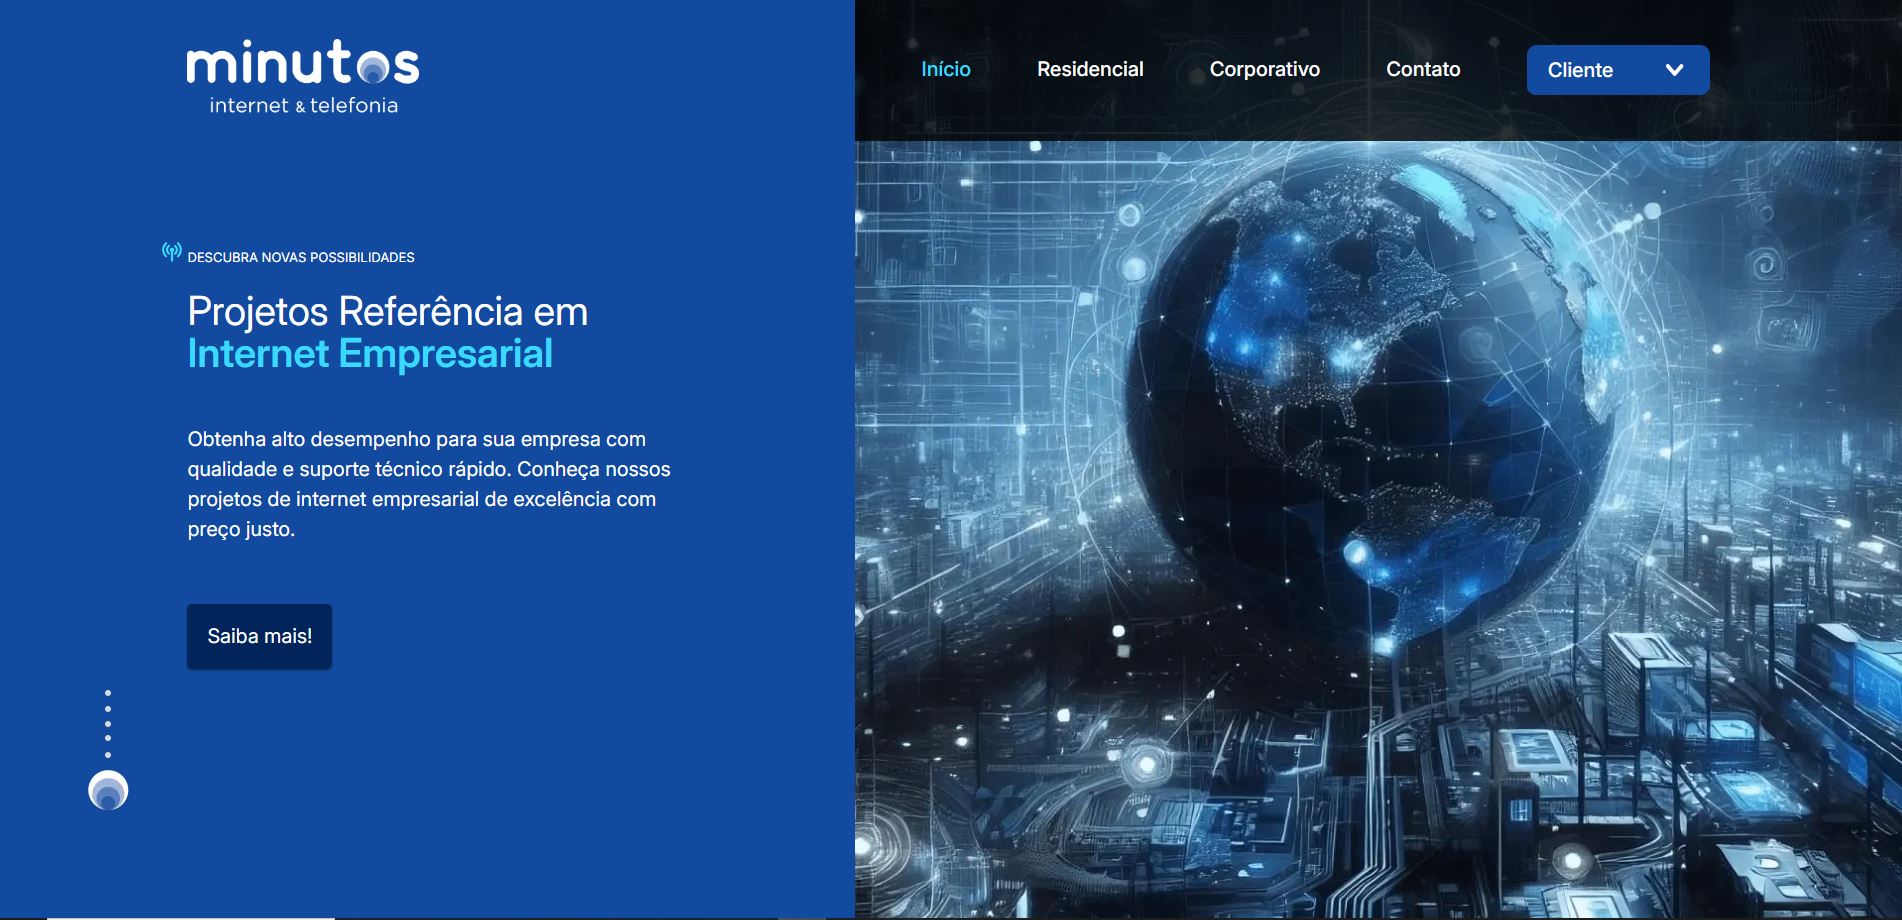 minutos
internet & telefonia
Início
Residencial
Corporativo
Contato
Cliente
DESCUBRA NOVAS POSSIBILIDADES
Projetos Referência em
Internet Empresarial
Obtenha alto desempenho para sua empresa com
qualidade e suporte técnico rápido. Conheça nossos
projetos de internet empresarial de excelência com
preço justo.
Saiba mais!